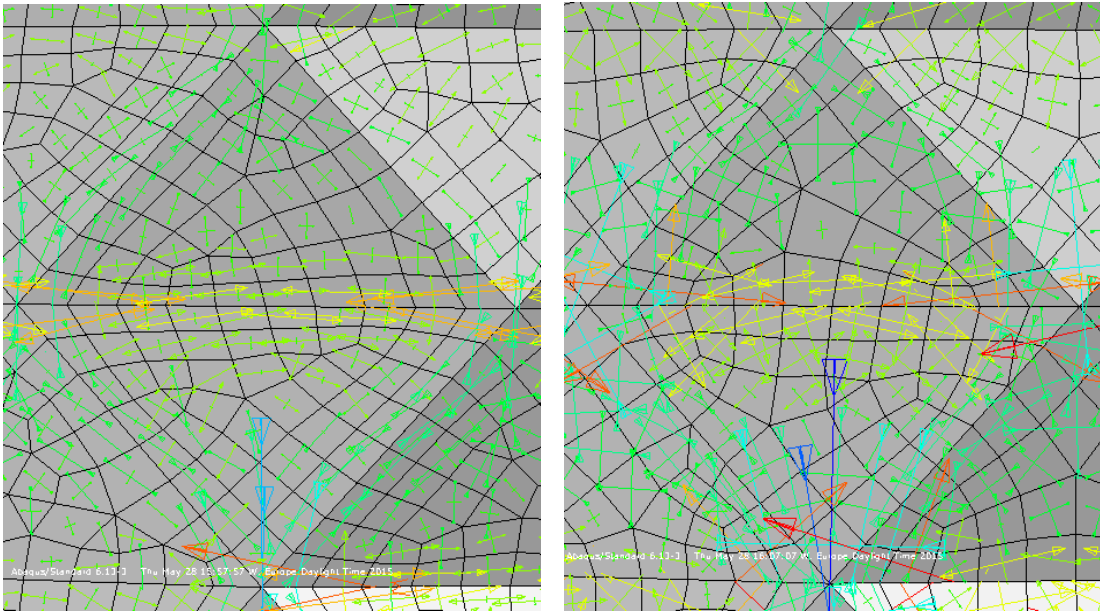 Abaqus/Standard 6.13-3 Thu May 28 15:57:57 W. Europe Daylight Time 2015
Abaqus/Standard 6.13-3 Thu May 28 16:07:07 W. Europe Daylight Time 2015